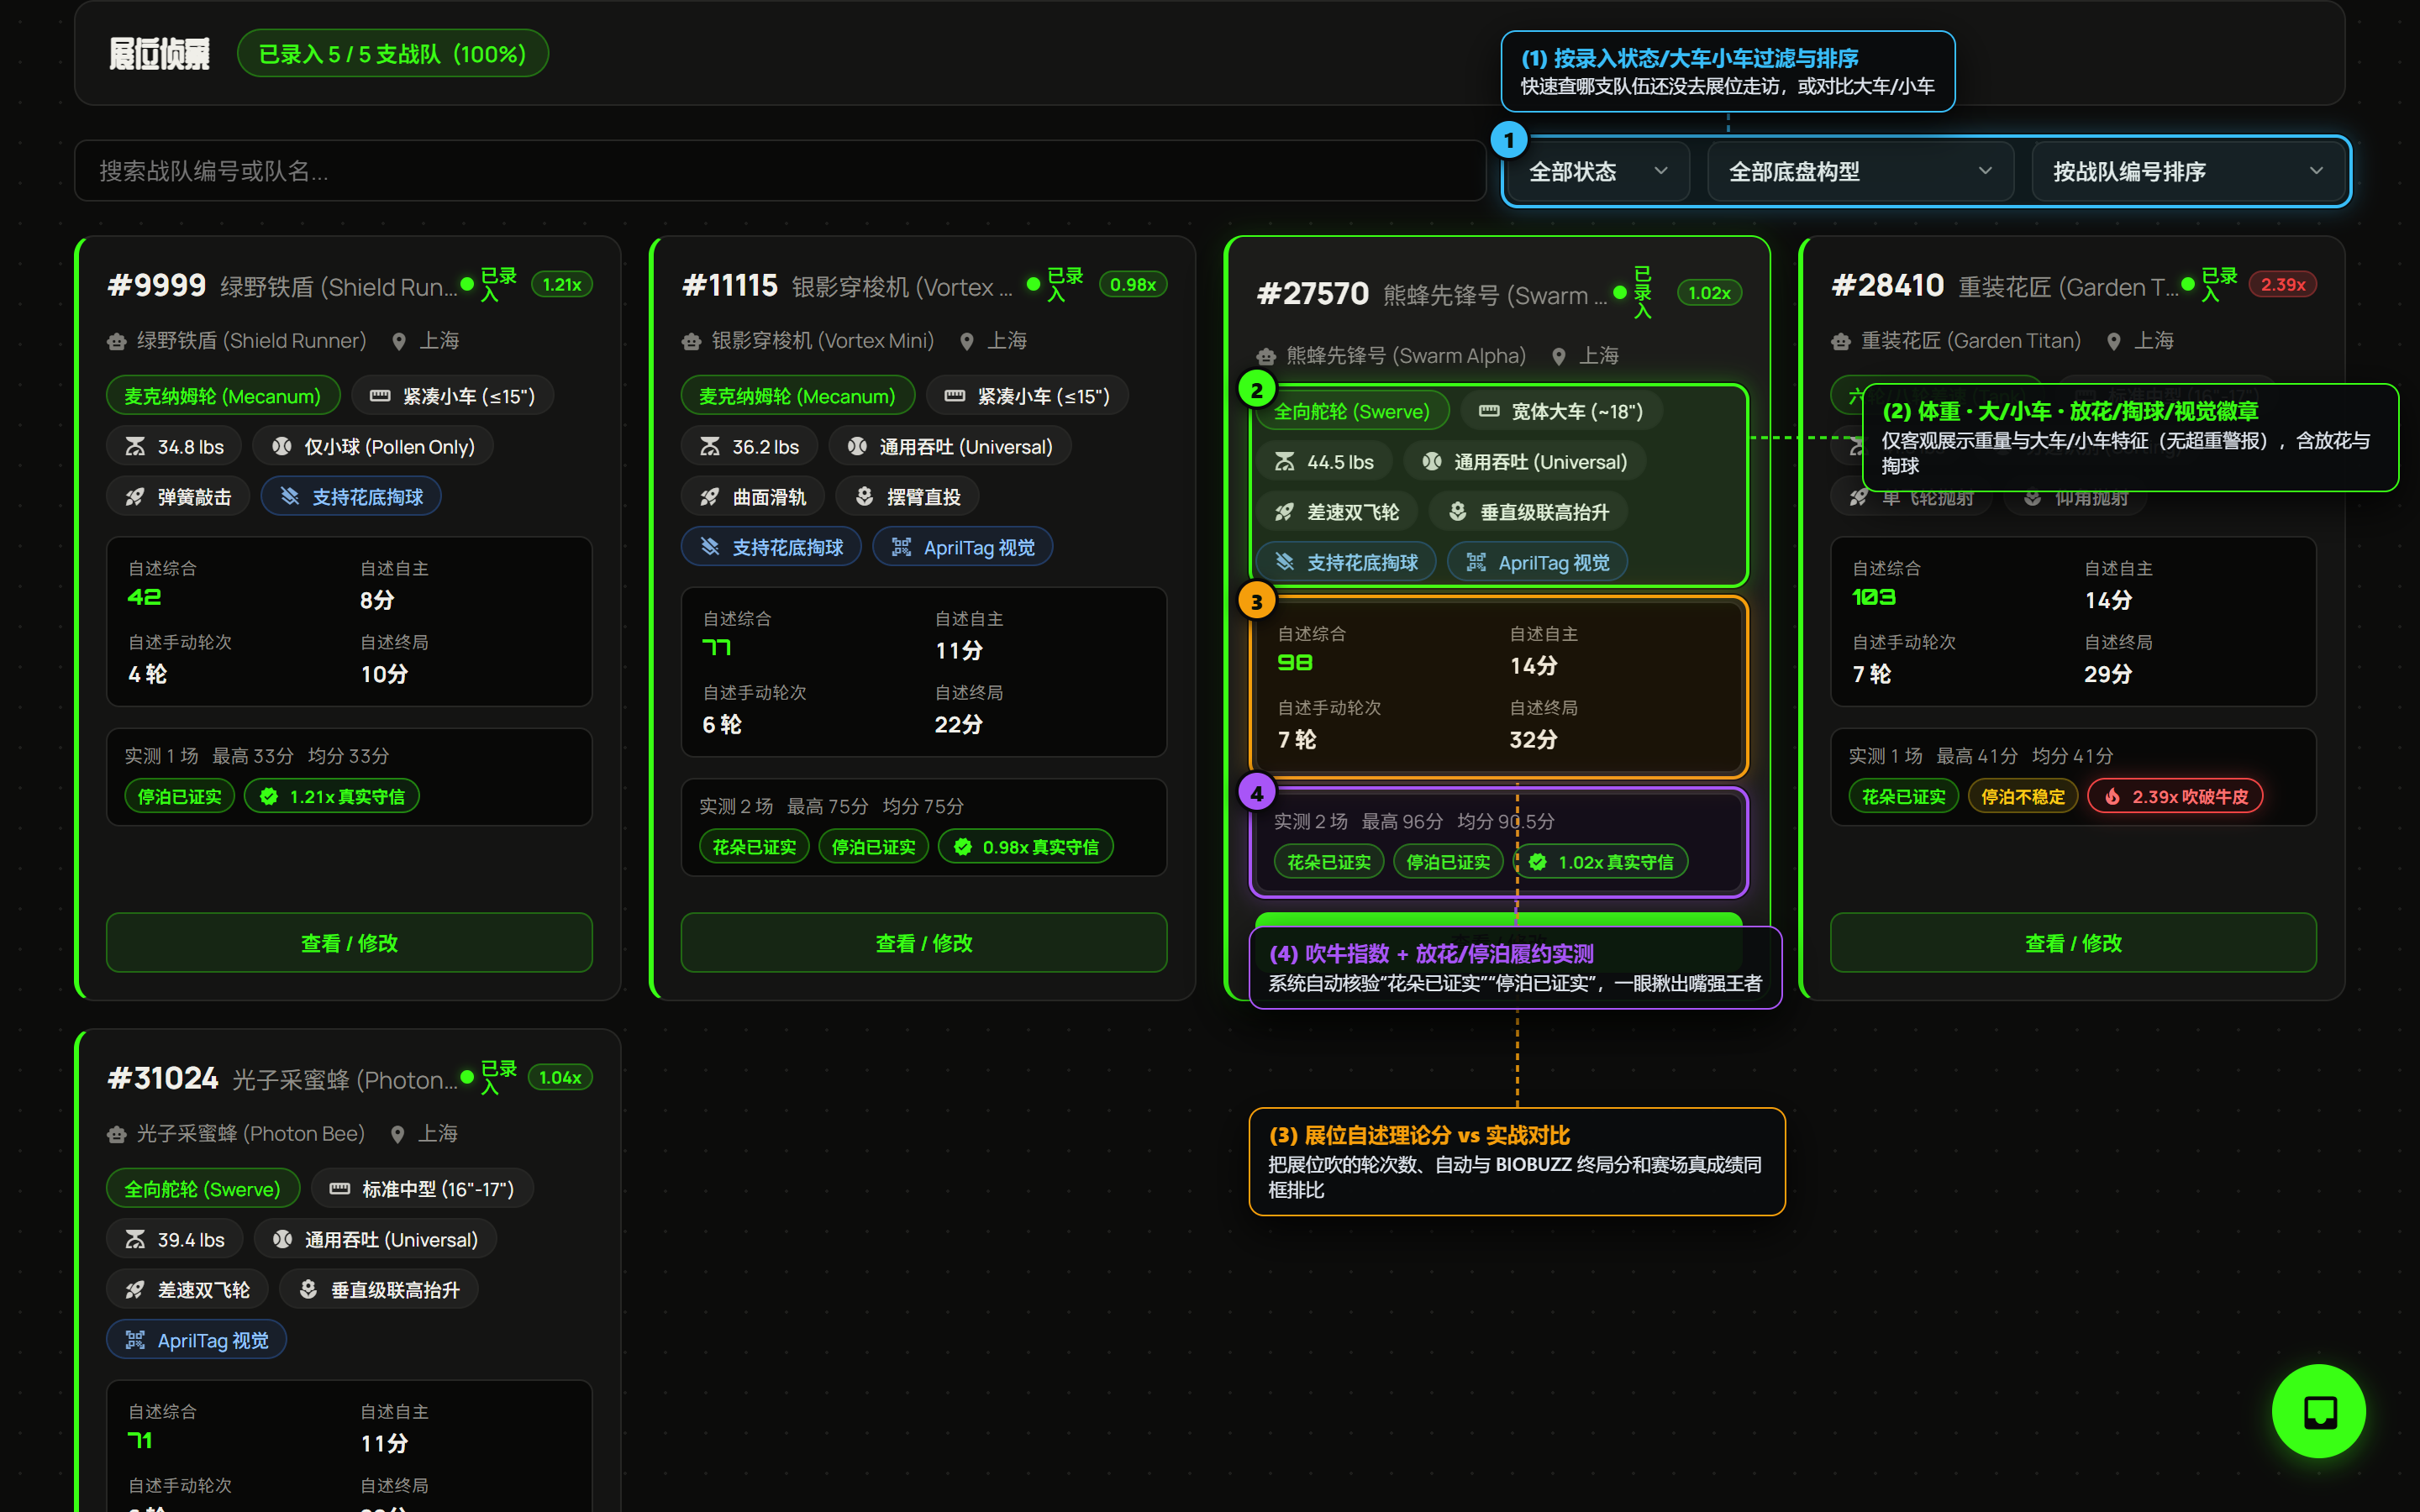 展位侦察
已录入 5 / 5 支战队（100%）
(1) 按录入状态/大车小车过滤与排序
快速查哪支队伍还没去展位走访，或对比大车/小车
搜索战队编号或队名...
1
全部状态
全部底盘构型
按战队编号排序
#9999 绿野铁盾 (Shield Run...
已录
入
1.21x
绿野铁盾 (Shield Runner)
上海
麦克纳姆轮 (Mecanum)
紧凑小车 (≤15")
34.8 lbs
仅小球 (Pollen Only)
弹簧敲击
支持花底掏球
自述综合
自述自主
42
8分
自述手动轮次
自述终局
4 轮
10分
实测 1 场 最高 33分 均分 33分
停泊已证实
1.21x 真实守信
查看 / 修改
#11115 银影穿梭机 (Vortex ...
已录
入
0.98x
银影穿梭机 (Vortex Mini)
上海
麦克纳姆轮 (Mecanum)
紧凑小车 (≤15")
36.2 lbs
通用吞吐 (Universal)
曲面滑轨
摆臂直投
支持花底掏球
AprilTag 视觉
自述综合
自述自主
77
11分
自述手动轮次
自述终局
6 轮
22分
实测 2 场 最高 75分 均分 75分
花朵已证实
停泊已证实
0.98x 真实守信
查看 / 修改
#27570 熊蜂先锋号 (Swarm ...
已
录
入
1.02x
熊蜂先锋号 (Swarm Alpha)
上海
2
全向舵轮 (Swerve)
宽体大车 (~18")
44.5 lbs
通用吞吐 (Universal)
差速双飞轮
垂直级联高抬升
支持花底掏球
AprilTag 视觉
3
自述综合
自述自主
98
14分
自述手动轮次
自述终局
7 轮
32分
4
实测 2 场 最高 96分 均分 90.5分
花朵已证实
停泊已证实
1.02x 真实守信
(4) 吹牛指数 + 放花/停泊履约实测
系统自动核验“花朵已证实”“停泊已证实”，一眼揪出嘴强王者
(3) 展位自述理论分 vs 实战对比
把展位吹的轮次数、自动与 BIOBUZZ 终局分和赛场真成绩同
框排比
#28410 重装花匠 (Garden T...
已录
入
2.39x
重装花匠 (Garden Titan)
上海
(2) 体重 · 大/小车 · 放花/掏球/视觉徽章
仅客观展示重量与大车/小车特征（无超重警报），含放花与
掏球
单飞轮抛射
仰角抛射
自述综合
自述自主
103
14分
自述手动轮次
自述终局
7 轮
29分
实测 1 场 最高 41分 均分 41分
花朵已证实
停泊不稳定
2.39x 吹破牛皮
查看 / 修改
#31024 光子采蜜蜂 (Photon...
已录
入
1.04x
光子采蜜蜂 (Photon Bee)
上海
全向舵轮 (Swerve)
标准中型 (16"-17")
39.4 lbs
通用吞吐 (Universal)
差速双飞轮
垂直级联高抬升
AprilTag 视觉
自述综合
自述自主
71
11分
自述手动轮次
自述终局